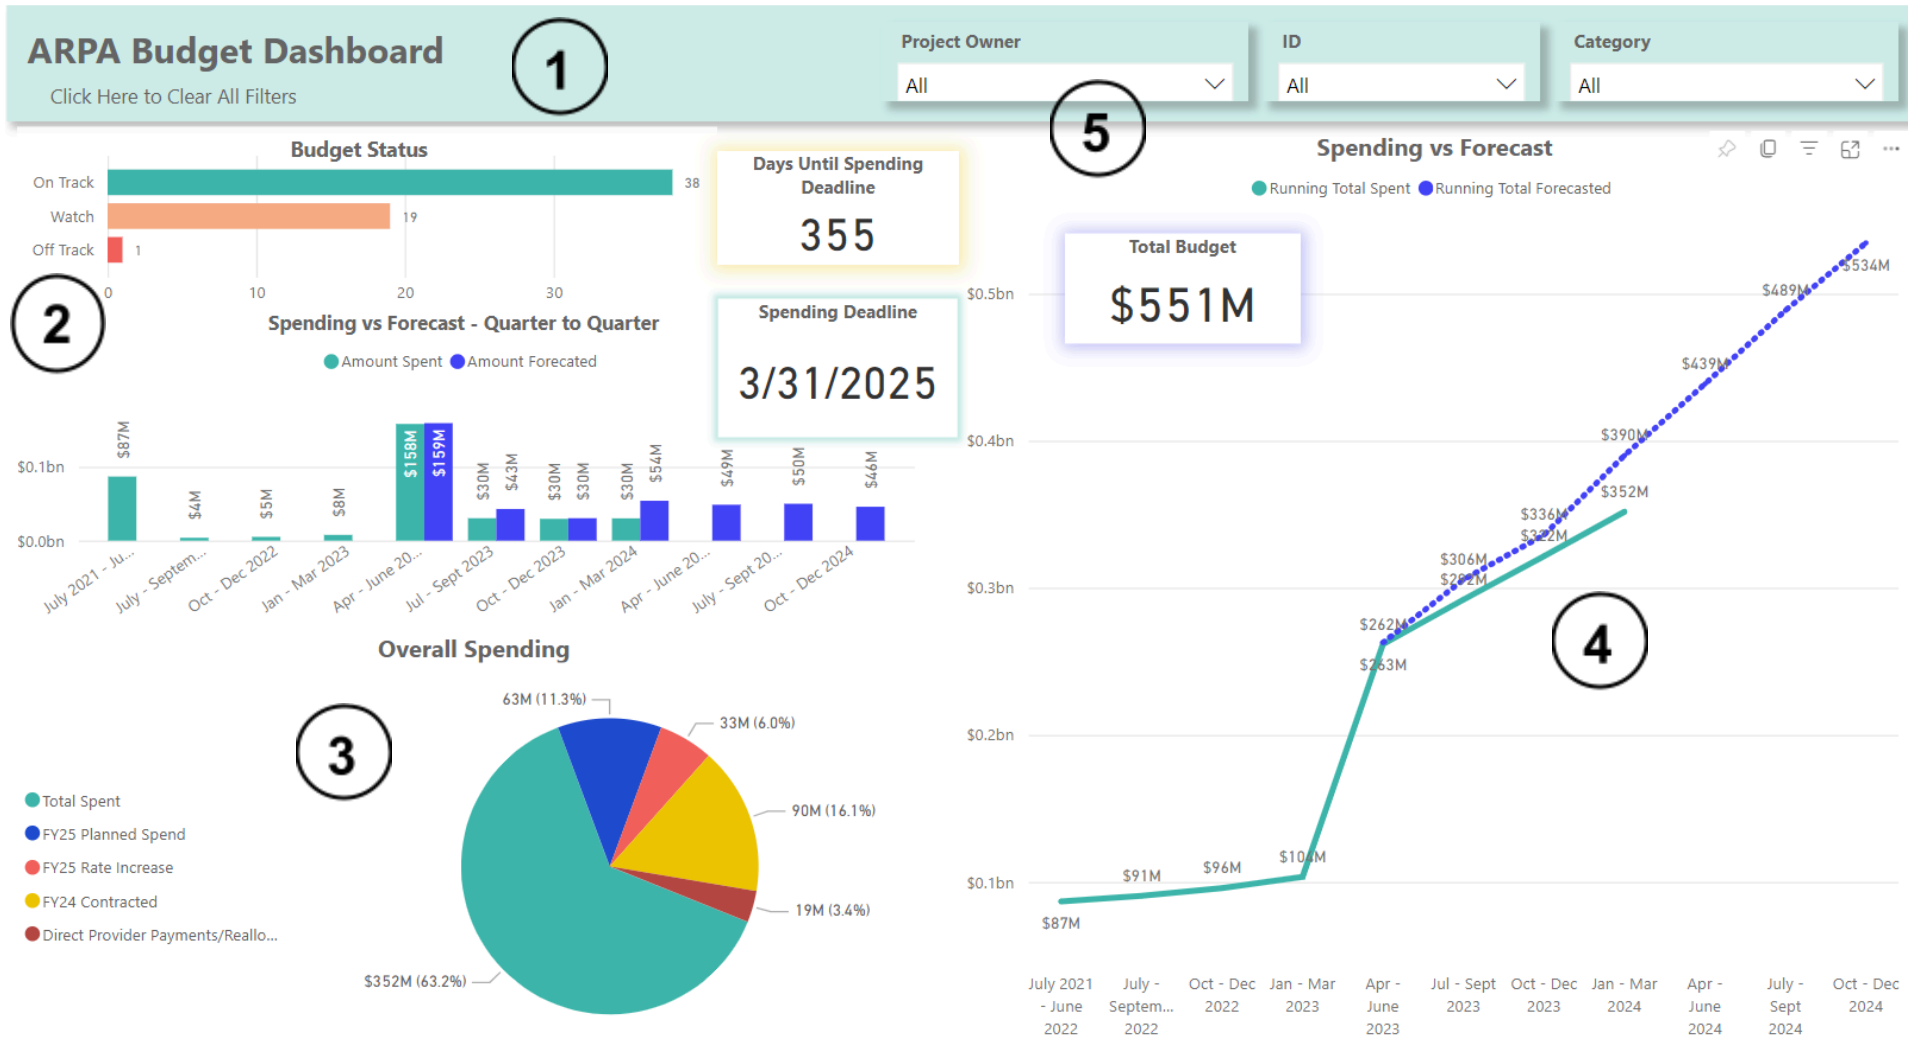 ARPA Budget Dashboard
Click Here to Clear All Filters
1
Project Owner
All
ID
All
Category
All
5
Budget Status
On Track
38
Watch
19
Off Track
1
0
10
20
30
2
Days Until Spending
Deadline
355
Spending Deadline
3/31/2025
Spending vs Forecast - Quarter to Quarter
Amount Spent
Amount Forecated
$0.1bn
$0.0bn
$87M
$4M
$5M
$8M
$158M
$159M
$30M
$43M
$30M
$30M
$30M
$54M
$49M
$50M
$46M
July 2021 - Ju...
July - Septem...
Oct - Dec 2022
Jan - Mar 2023
Apr - June 20...
Jul - Sept 2023
Oct - Dec 2023
Jan - Mar 2024
Apr - June 20...
July - Sept 20...
Oct - Dec 2024
Overall Spending
3
Total Spent
FY25 Planned Spend
FY25 Rate Increase
FY24 Contracted
Direct Provider Payments/Reallo...
63M (11.3%)
33M (6.0%)
90M (16.1%)
19M (3.4%)
$352M (63.2%)
Spending vs Forecast
Running Total Spent
Running Total Forecasted
Total Budget
$551M
$0.5bn
$0.4bn
$0.3bn
$0.2bn
$0.1bn
$534M
$489M
$439M
$390M
$352M
$336M
$322M
$306M
$292M
$262M
$263M
$104M
$96M
$91M
$87M
4
July 2021
- June
2022
July -
Septem...
2022
Oct - Dec
2022
Jan - Mar
2023
Apr -
June
2023
Jul - Sept
2023
Oct - Dec
2023
Jan - Mar
2024
Apr -
June
2024
July -
Sept
2024
Oct - Dec
2024